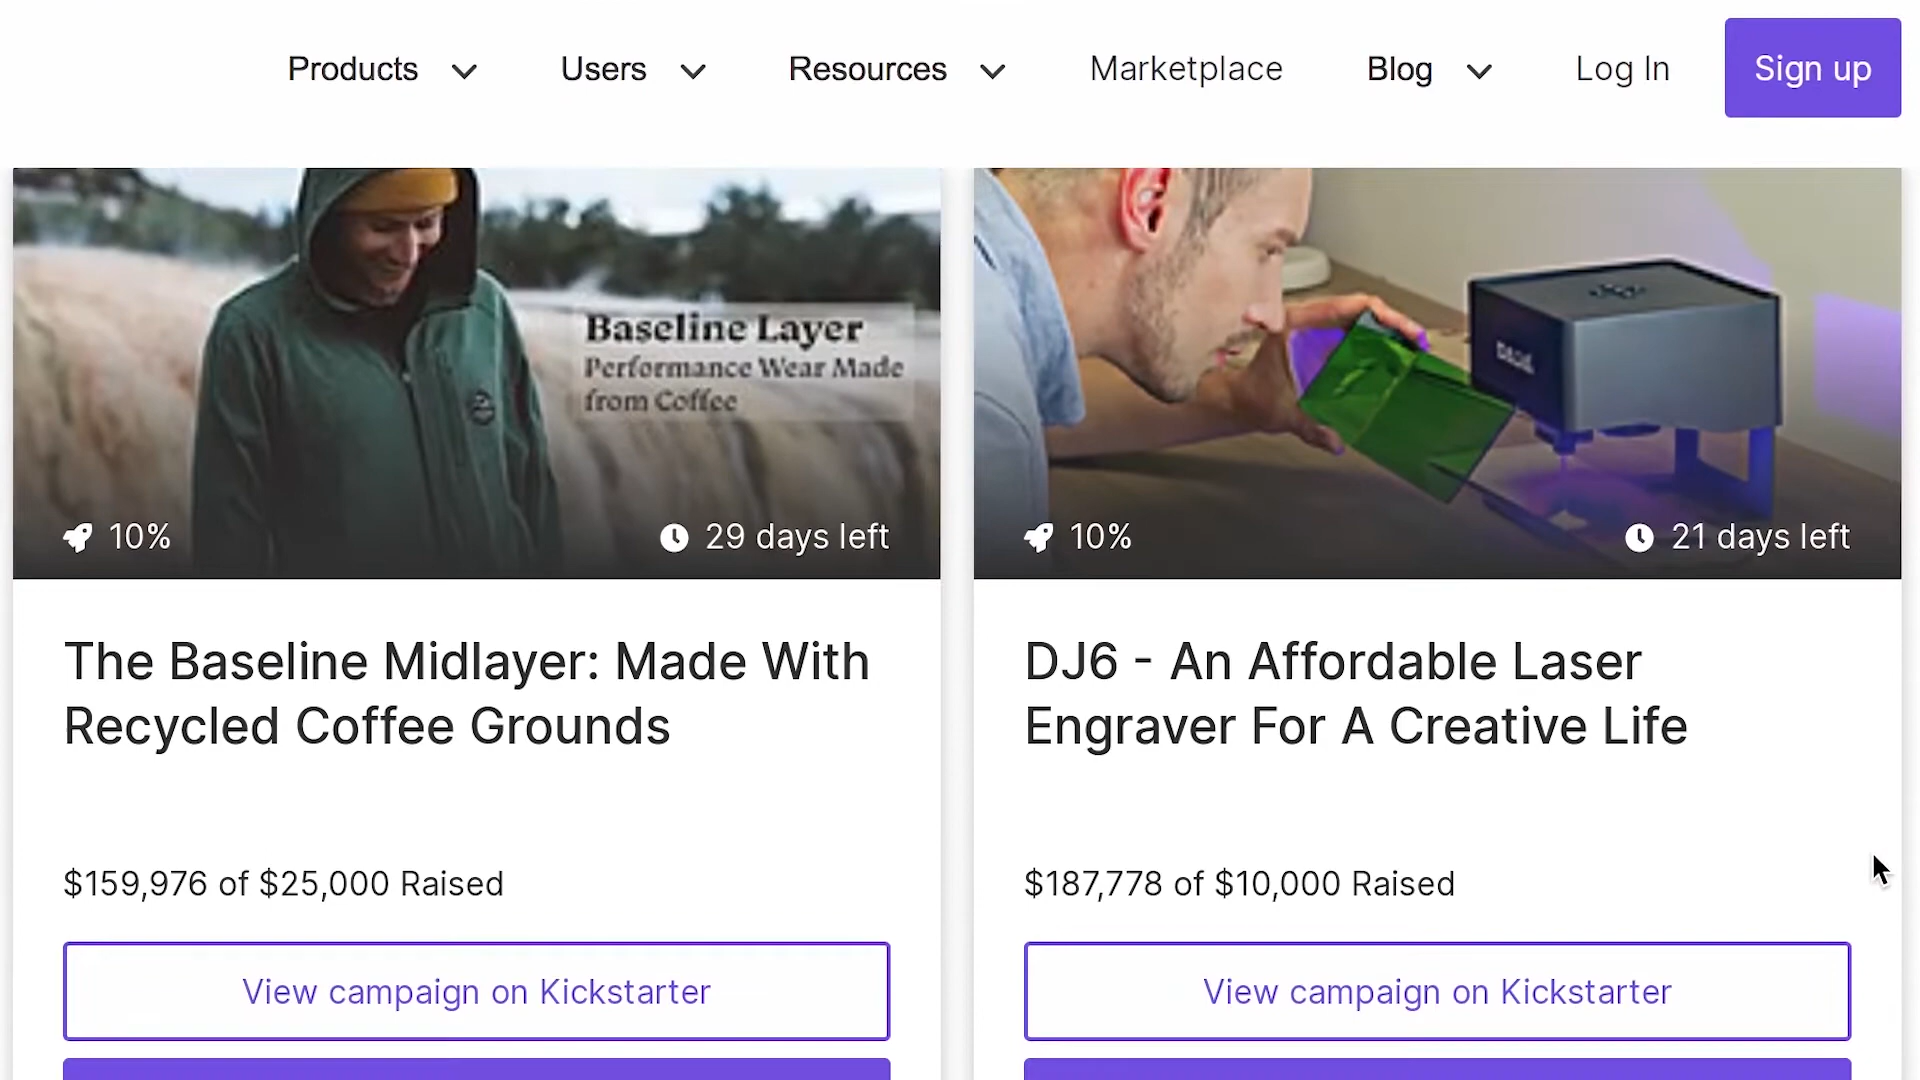 Products Users Resources Marketplace Blog Log In Sign up
Baseline Layer
Performance Wear Made
from Coffee
10% 29 days left
10% 21 days left
The Baseline Midlayer: Made With
Recycled Coffee Grounds
$159,976 of $25,000 Raised
View campaign on Kickstarter
DJ6 - An Affordable Laser
Engraver For A Creative Life
$187,778 of $10,000 Raised
View campaign on Kickstarter